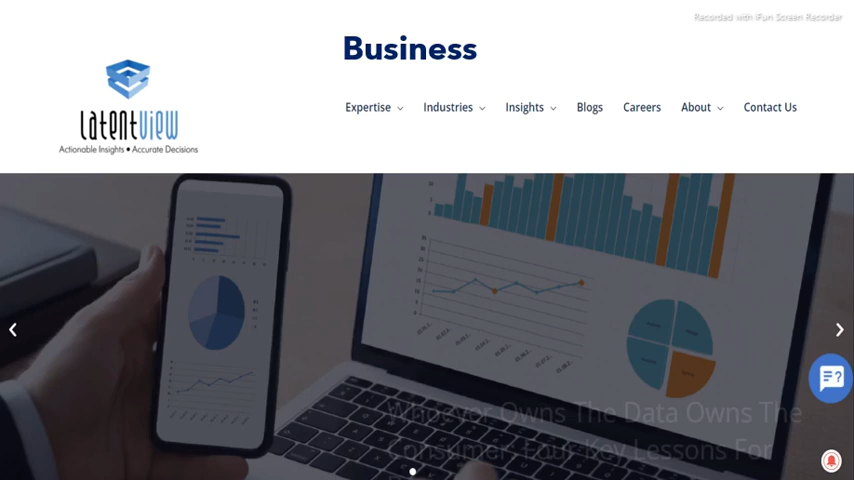 Recorded with iFun Screen Recorder
Business
Expertise
Industries
Insights
Blogs
Careers
About
Contact Us
latentview
Actionable Insights • Accurate Decisions
Whoever Owns The Data Owns The
Consumer: Four Key Lessons For